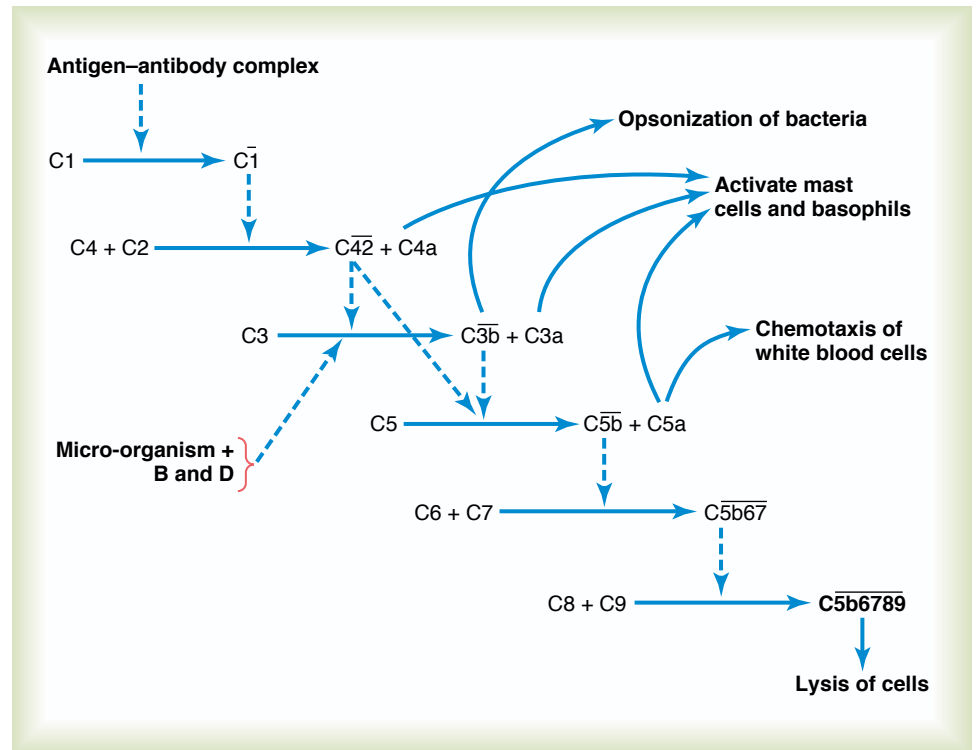 Antigen–antibody complex
Opsonization of bacteria
C1
C1̅
Activate mast
cells and basophils
C4 + C2
C4̅2̅ + C4a
C3
C3̅b̅ + C3a
Chemotaxis of
white blood cells
C5
C5̅b̅ + C5a
Micro-organism +
B and D
C6 + C7
C5̅b̅6̅7̅
C8 + C9
C5̅b̅6̅7̅8̅9̅
Lysis of cells